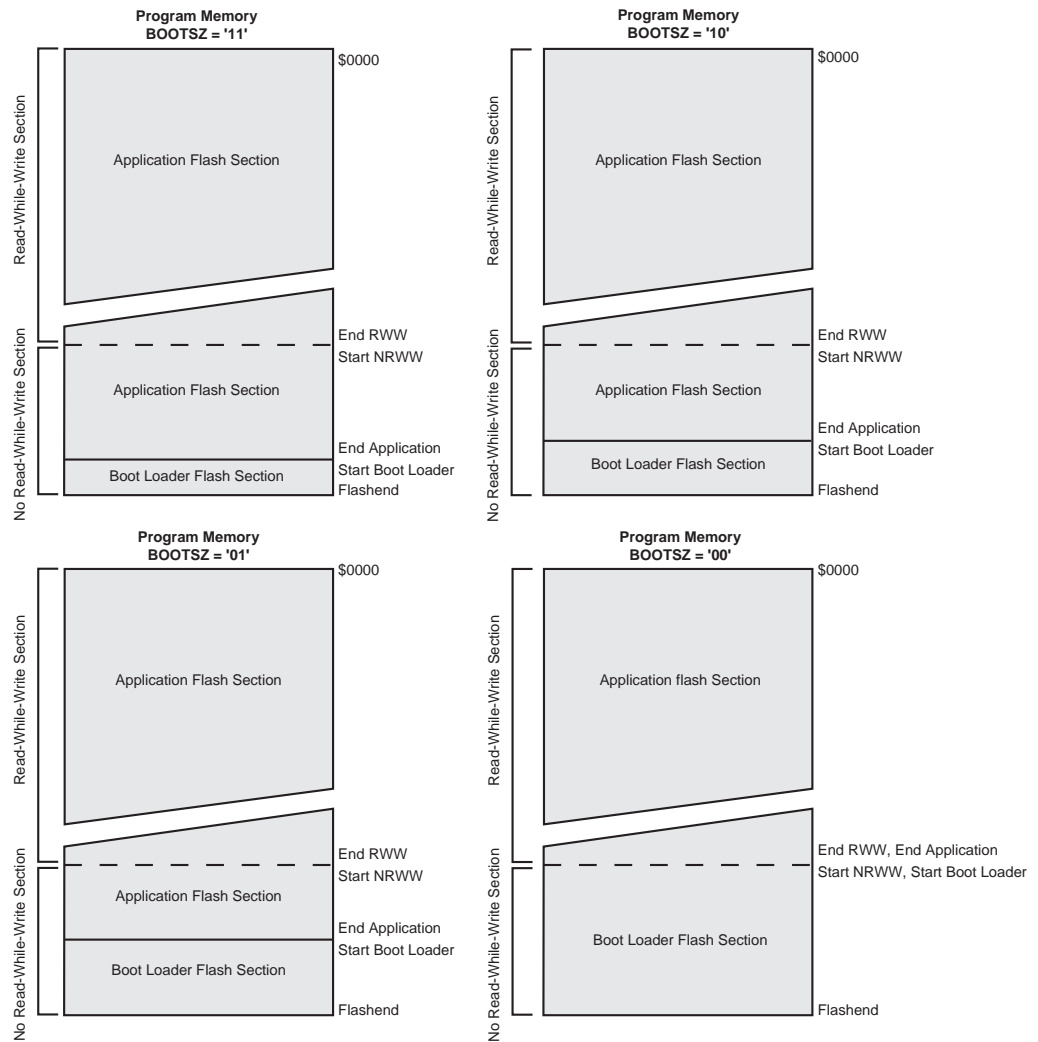 Program Memory
BOOTSZ = '11'
$0000
Read-While-Write Section
Application Flash Section
End RWW
Start NRWW
No Read-While-Write Section
Application Flash Section
End Application
Start Boot Loader
Boot Loader Flash Section
Flashend
Program Memory
BOOTSZ = '10'
$0000
Read-While-Write Section
Application Flash Section
End RWW
Start NRWW
No Read-While-Write Section
Application Flash Section
End Application
Start Boot Loader
Boot Loader Flash Section
Flashend
Program Memory
BOOTSZ = '01'
$0000
Read-While-Write Section
Application Flash Section
End RWW
Start NRWW
No Read-While-Write Section
Application Flash Section
End Application
Start Boot Loader
Boot Loader Flash Section
Flashend
Program Memory
BOOTSZ = '00'
$0000
Read-While-Write Section
Application flash Section
End RWW, End Application
Start NRWW, Start Boot Loader
No Read-While-Write Section
Boot Loader Flash Section
Flashend